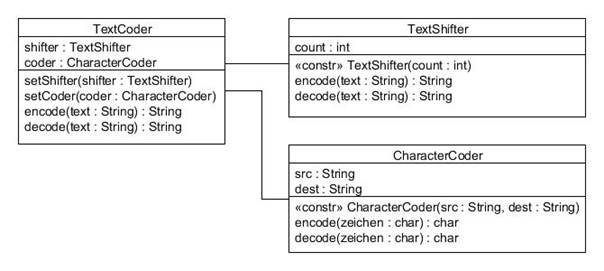 TextCoder
shifter : TextShifter
coder : CharacterCoder
setShifter(shifter : TextShifter)
setCoder(coder : CharacterCoder)
encode(text : String) : String
decode(text : String) : String
TextShifter
count : int
«constr» TextShifter(count : int)
encode(text : String) : String
decode(text : String) : String
CharacterCoder
src : String
dest : String
«constr» CharacterCoder(src : String, dest : String)
encode(zeichen : char) : char
decode(zeichen : char) : char